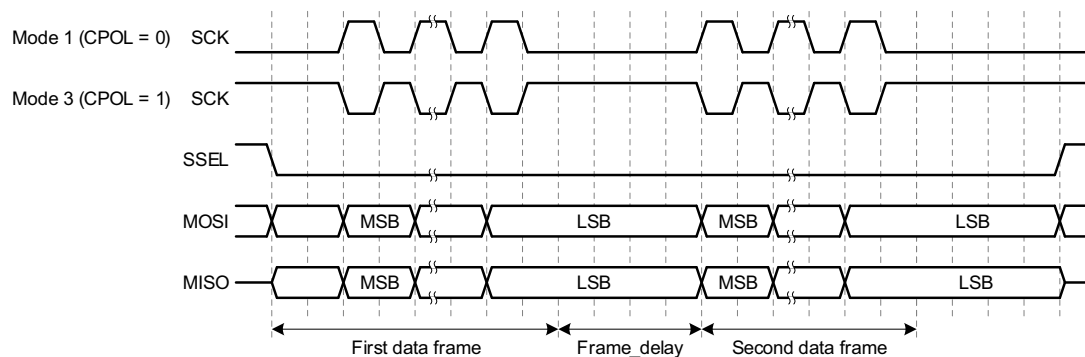 Mode 1 (CPOL = 0) SCK
Mode 3 (CPOL = 1) SCK
SSEL
MOSI MSB LSB MSB LSB
MISO MSB LSB MSB LSB
First data frame Frame_delay Second data frame